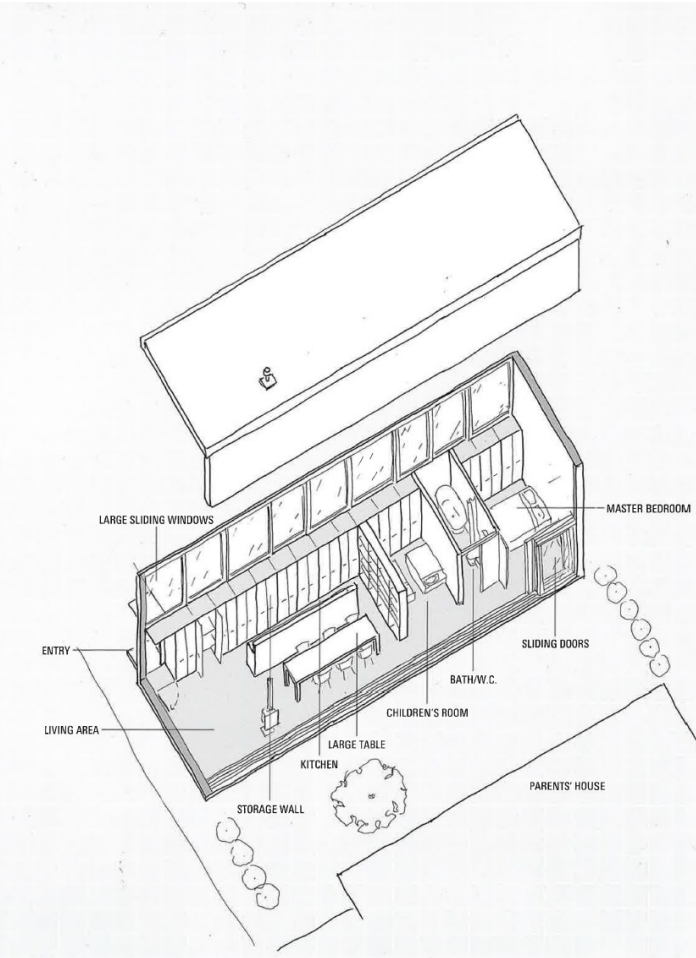 LARGE SLIDING WINDOWS
MASTER BEDROOM
ENTRY
SLIDING DOORS
BATH/W.C.
CHILDREN'S ROOM
LIVING AREA
LARGE TABLE
KITCHEN
PARENTS' HOUSE
STORAGE WALL